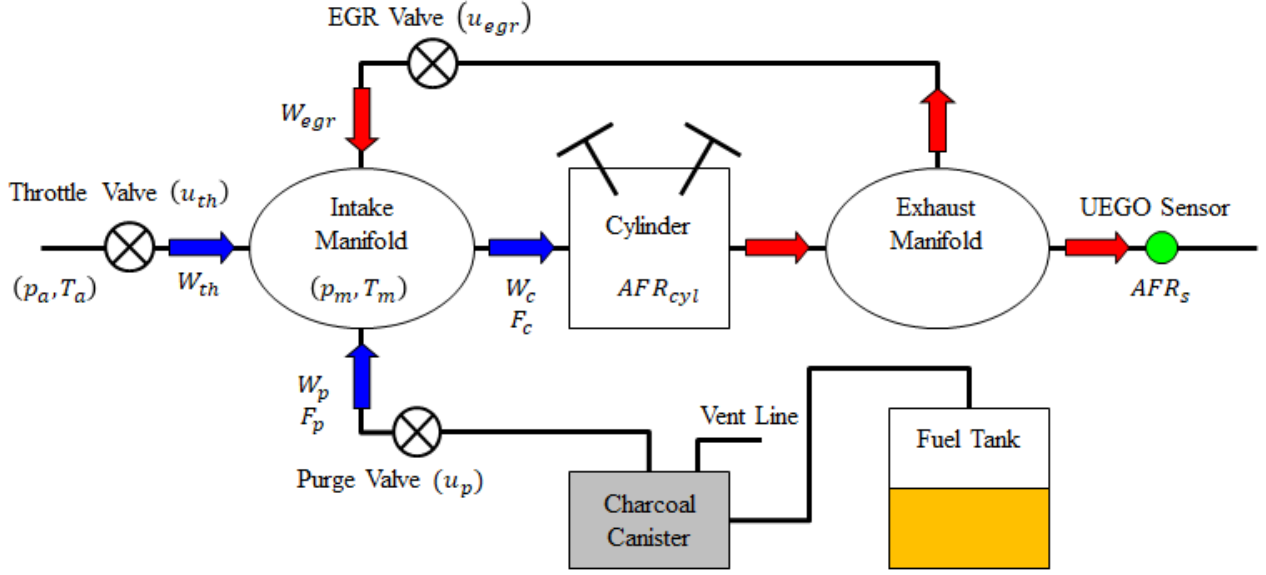 EGR Valve (u_egr)
W_egr
Throttle Valve (u_th)
Intake
Manifold
(p_m, T_m)
Cylinder
AFR_cyl
Exhaust
Manifold
UEGO Sensor
(p_a, T_a)
W_th
W_c
F_c
AFR_s
W_p
F_p
Vent Line
Fuel Tank
Purge Valve (u_p)
Charcoal
Canister